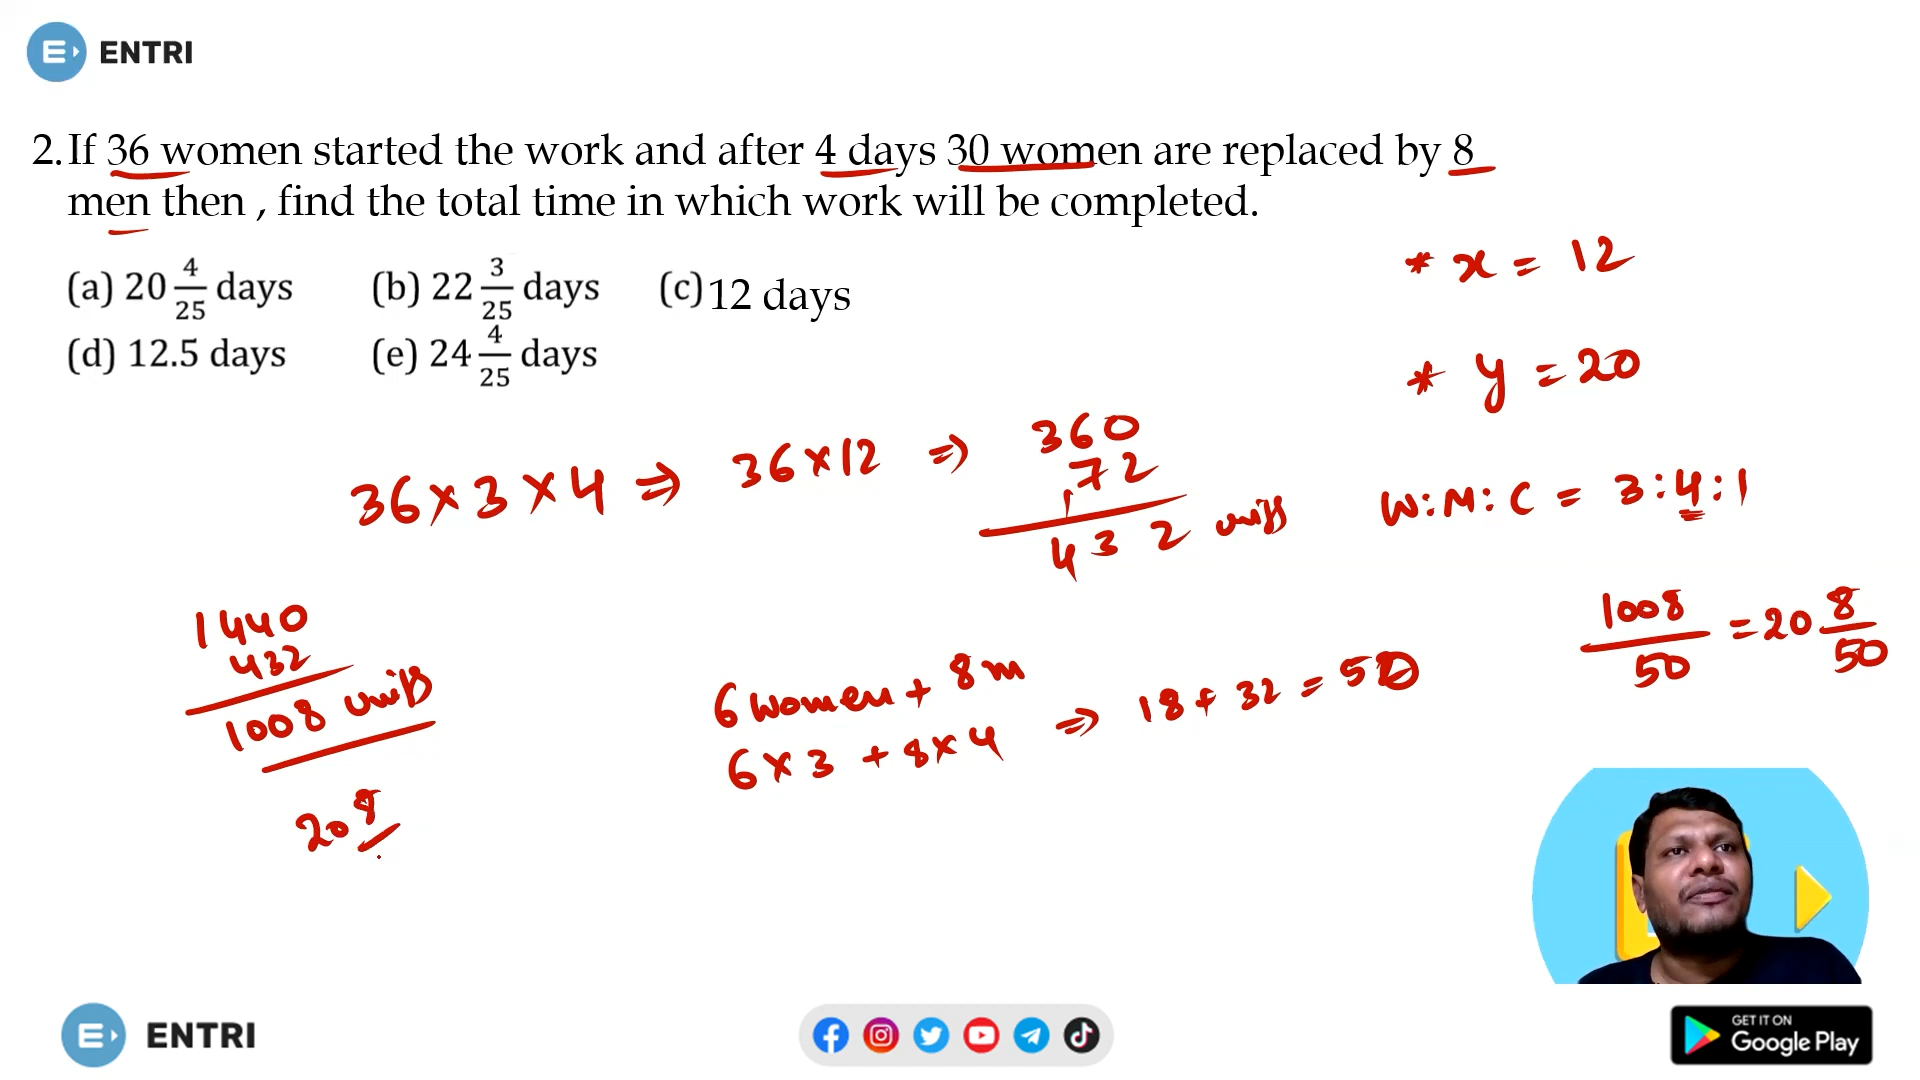 ENTRI
2. If 36 women started the work and after 4 days 30 women are replaced by 8
men then , find the total time in which work will be completed.
(a) 20 4/25 days (b) 22 3/25 days (c) 12 days
(d) 12.5 days (e) 24 4/25 days
* x = 12
* y = 20
36 × 3 × 4 ⇒ 36 × 12 ⇒ 360
72
432 units
W : M : C = 3 : 4 : 1
1440
432
1008 units
20 8
6 women + 8 m
6 × 3 + 8 × 4 ⇒ 18 + 32 = 50
1008/50 = 20 8/50
ENTRI
GET IT ON
Google Play